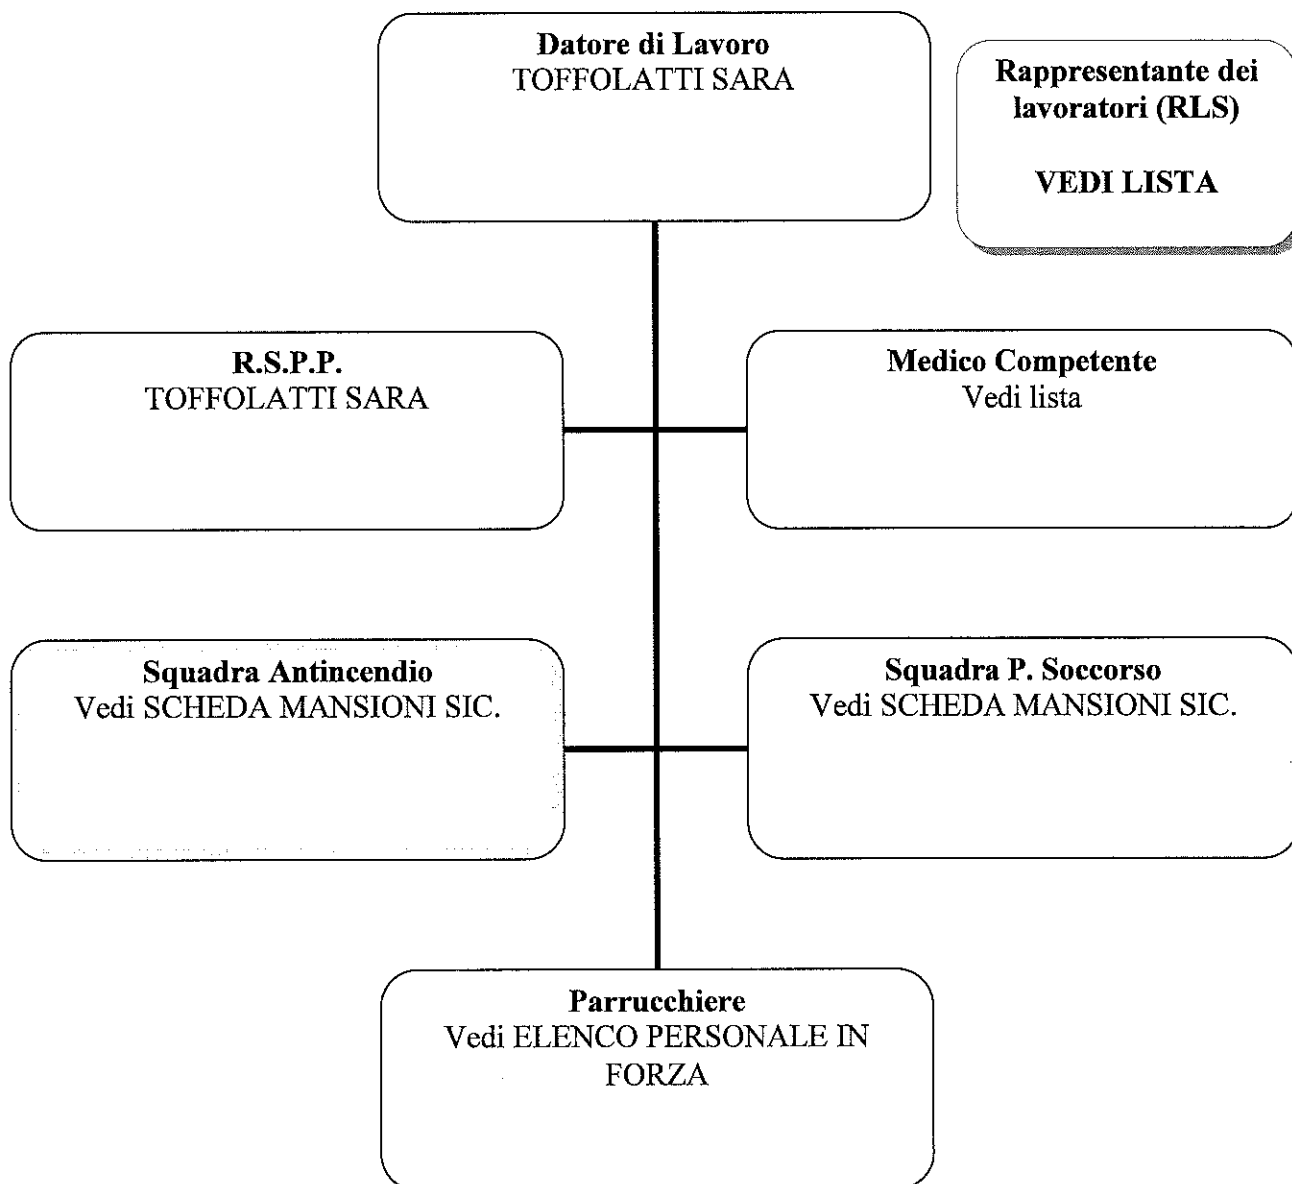 Datore di Lavoro
TOFFOLATTI SARA
Rappresentante dei
lavoratori (RLS)
VEDI LISTA
R.S.P.P.
TOFFOLATTI SARA
Medico Competente
Vedi lista
Squadra Antincendio
Vedi SCHEDA MANSIONI SIC.
Squadra P. Soccorso
Vedi SCHEDA MANSIONI SIC.
Parrucchiere
Vedi ELENCO PERSONALE IN
FORZA